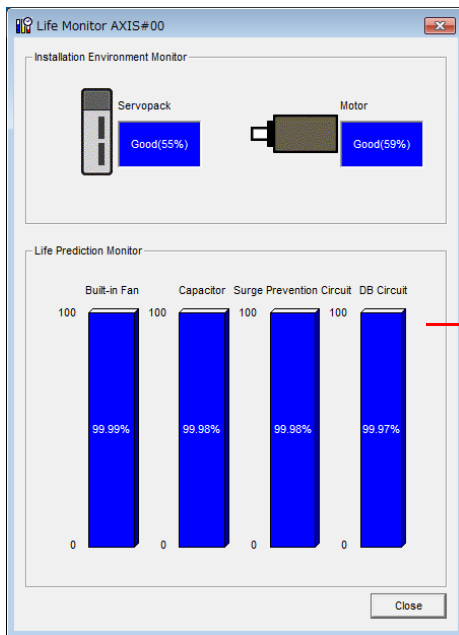 Life Monitor AXIS#00
Installation Environment Monitor
Servopack
Motor
Good(55%)
Good(59%)
Life Prediction Monitor
Built-in Fan Capacitor Surge Prevention Circuit DB Circuit
100 100 100 100
99.99% 99.98% 99.98% 99.97%
0 0 0 0
Close